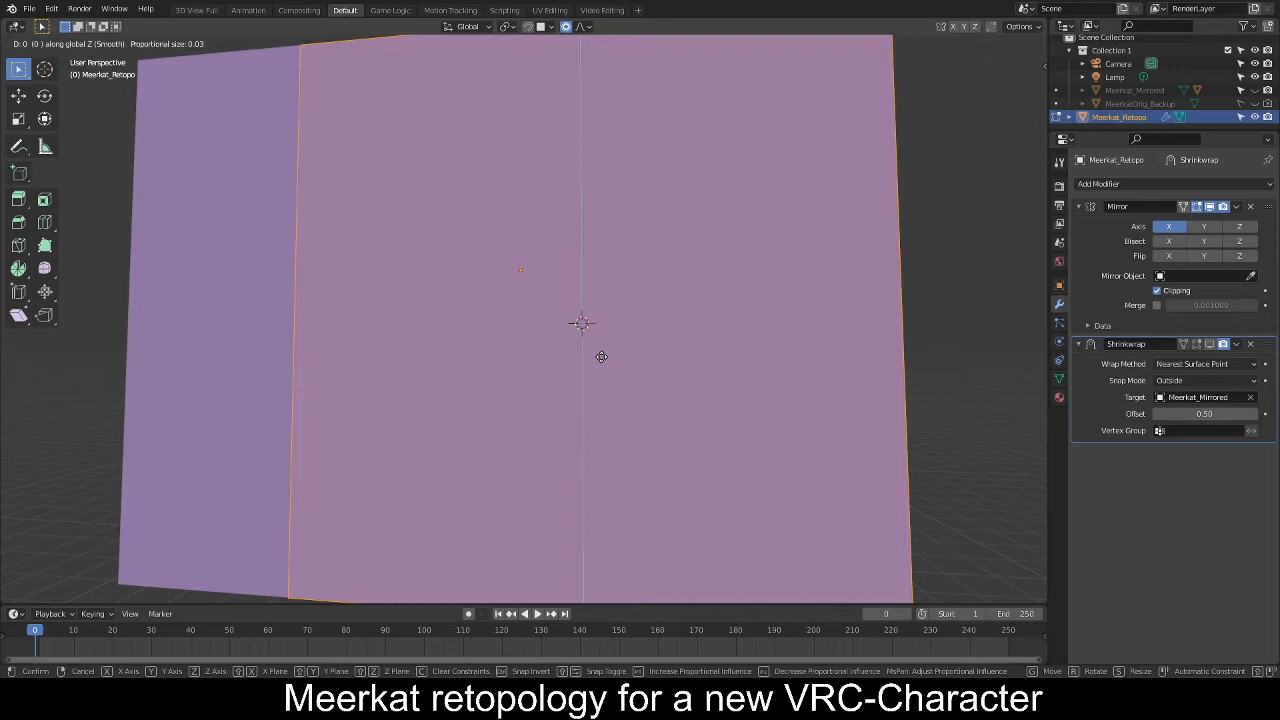 File Edit Render Window Help 3D View Full Animation Compositing Default Game Logic Motion Tracking Scripting UV Editing Video Editing + Scene RenderLayer
Global Options
D: 0 (0 ) along global Z (Smooth) Proportional size: 0.03 X Y Z
User Perspective
(0) Meerkat_Retopo
Scene Collection
Collection 1
Camera
Lamp
Meerkat_Mirrored
MeerkatOrig_Backup
Meerkat_Retopo
Meerkat_Retopo Shrinkwrap
Add Modifier
Mirror
Axis X Y Z
Bisect X Y Z
Flip X Y Z
Mirror Object
Clipping
Merge 0.001000
Data
Shrinkwrap
Wrap Method Nearest Surface Point
Snap Mode Outside
Target Meerkat_Mirrored
Offset 0.50
Vertex Group
Playback Keying View Marker 0 Start 1 End 250
0 10 20 30 40 50 60 70 80 90 100 110 120 130 140 150 160 170 180 190 200 210 220 230 240 250
Confirm Cancel X X Axis Y Y Axis Z Z Axis X X Plane Y Y Plane Z Z Plane C Clear Constraints Snap Invert Snap Toggle Increase Proportional Influence Decrease Proportional Influence MsPan: Adjust Proportional Influence G Move R Rotate S Resize Automatic Constraint
Meerkat retopology for a new VRC-Character